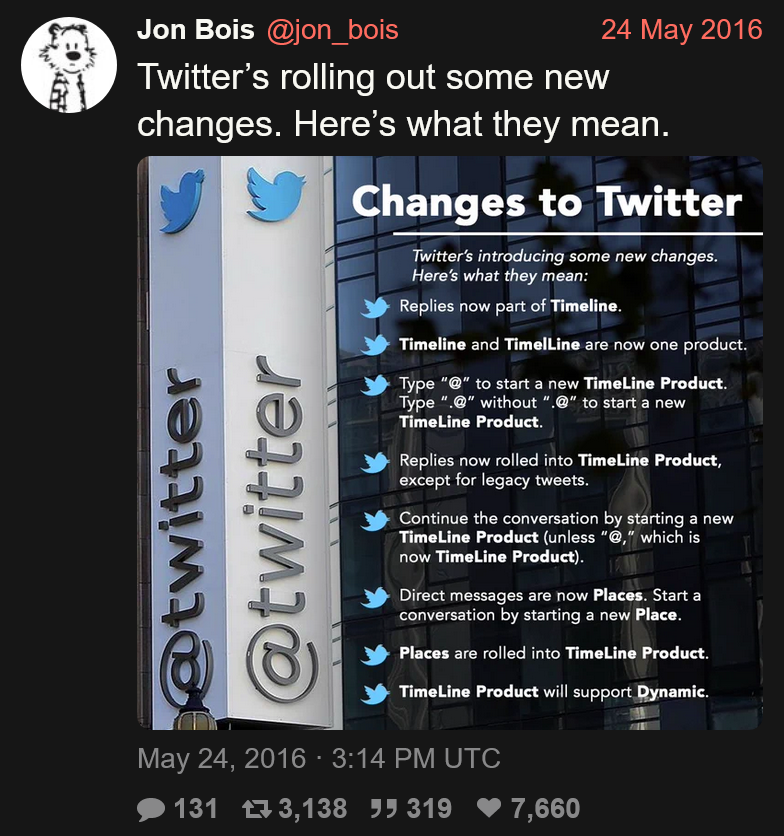 Jon Bois @jon_bois 24 May 2016
Twitter’s rolling out some new
changes. Here’s what they mean.
@twitter
@twitter
Changes to Twitter
Twitter’s introducing some new changes.
Here’s what they mean:
Replies now part of Timeline.
Timeline and TimelLine are now one product.
Type “@” to start a new TimeLine Product.
Type “.@” without “.@” to start a new
TimeLine Product.
Replies now rolled into TimeLine Product,
except for legacy tweets.
Continue the conversation by starting a new
TimeLine Product (unless “@,” which is
now TimeLine Product).
Direct messages are now Places. Start a
conversation by starting a new Place.
Places are rolled into TimeLine Product.
TimeLine Product will support Dynamic.
May 24, 2016 · 3:14 PM UTC
131 3,138 319 7,660